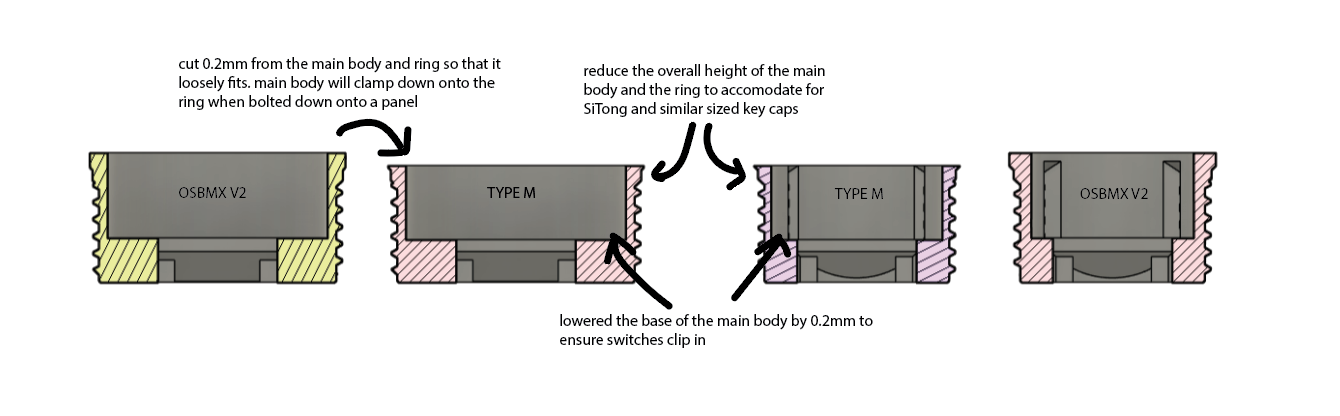 cut 0.2mm from the main body and ring so that it
loosely fits. main body will clamp down onto the
ring when bolted down onto a panel
reduce the overall height of the main
body and the ring to accomodate for
SiTong and similar sized key caps
OSBMX V2
TYPE M
TYPE M
OSBMX V2
lowered the base of the main body by 0.2mm to
ensure switches clip in